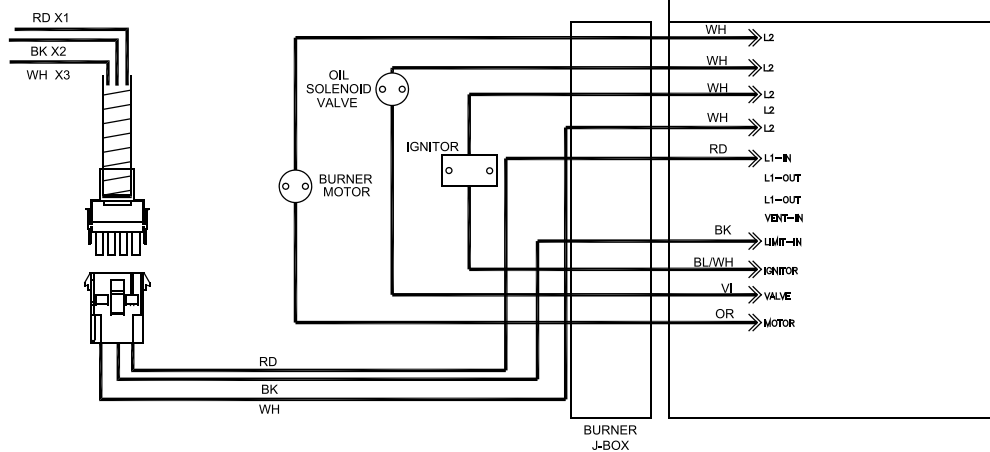 RD X1
BK X2
WH X3
OIL
SOLENOID
VALVE
IGNITOR
BURNER
MOTOR
WH
L2
WH
L2
WH
L2
L2
WH
L2
RD
L1-IN
L1-OUT
L1-OUT
VENT-IN
BK
LIMIT-IN
BL/WH
IGNITOR
VI
VALVE
OR
MOTOR
RD
BK
WH
BURNER
J-BOX